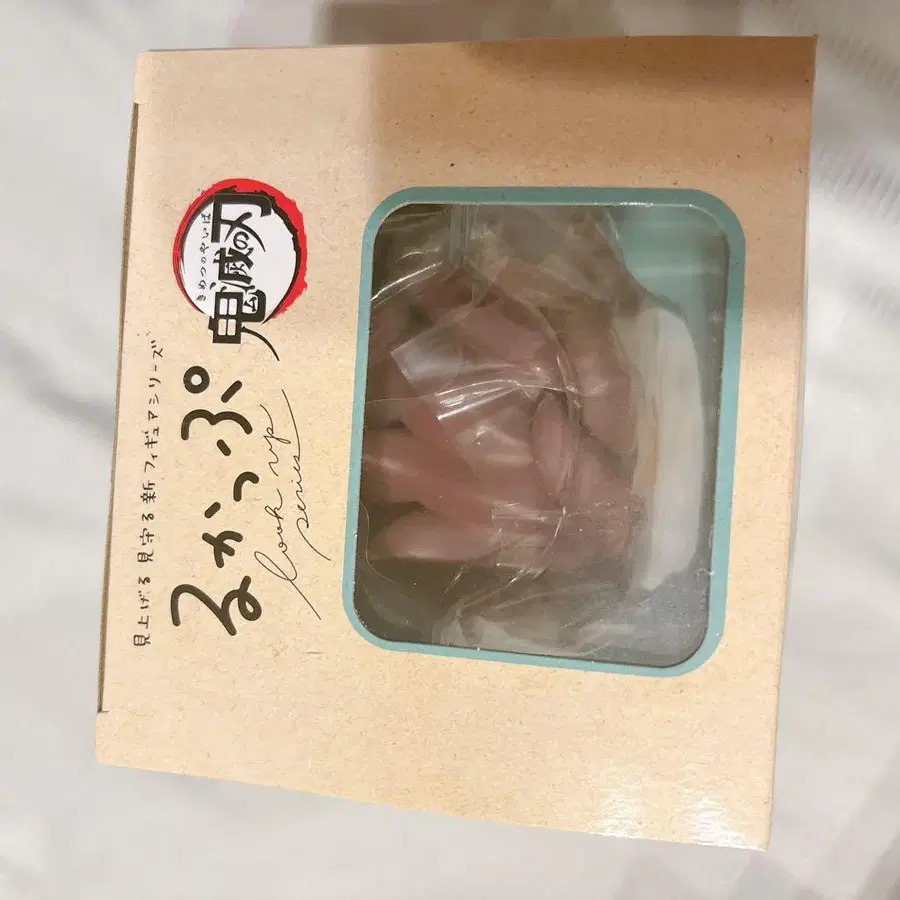 見上げる見守る新フィギュアシリーズ
るかっぷ
look up
series
きめつのやいば
鬼滅の刃